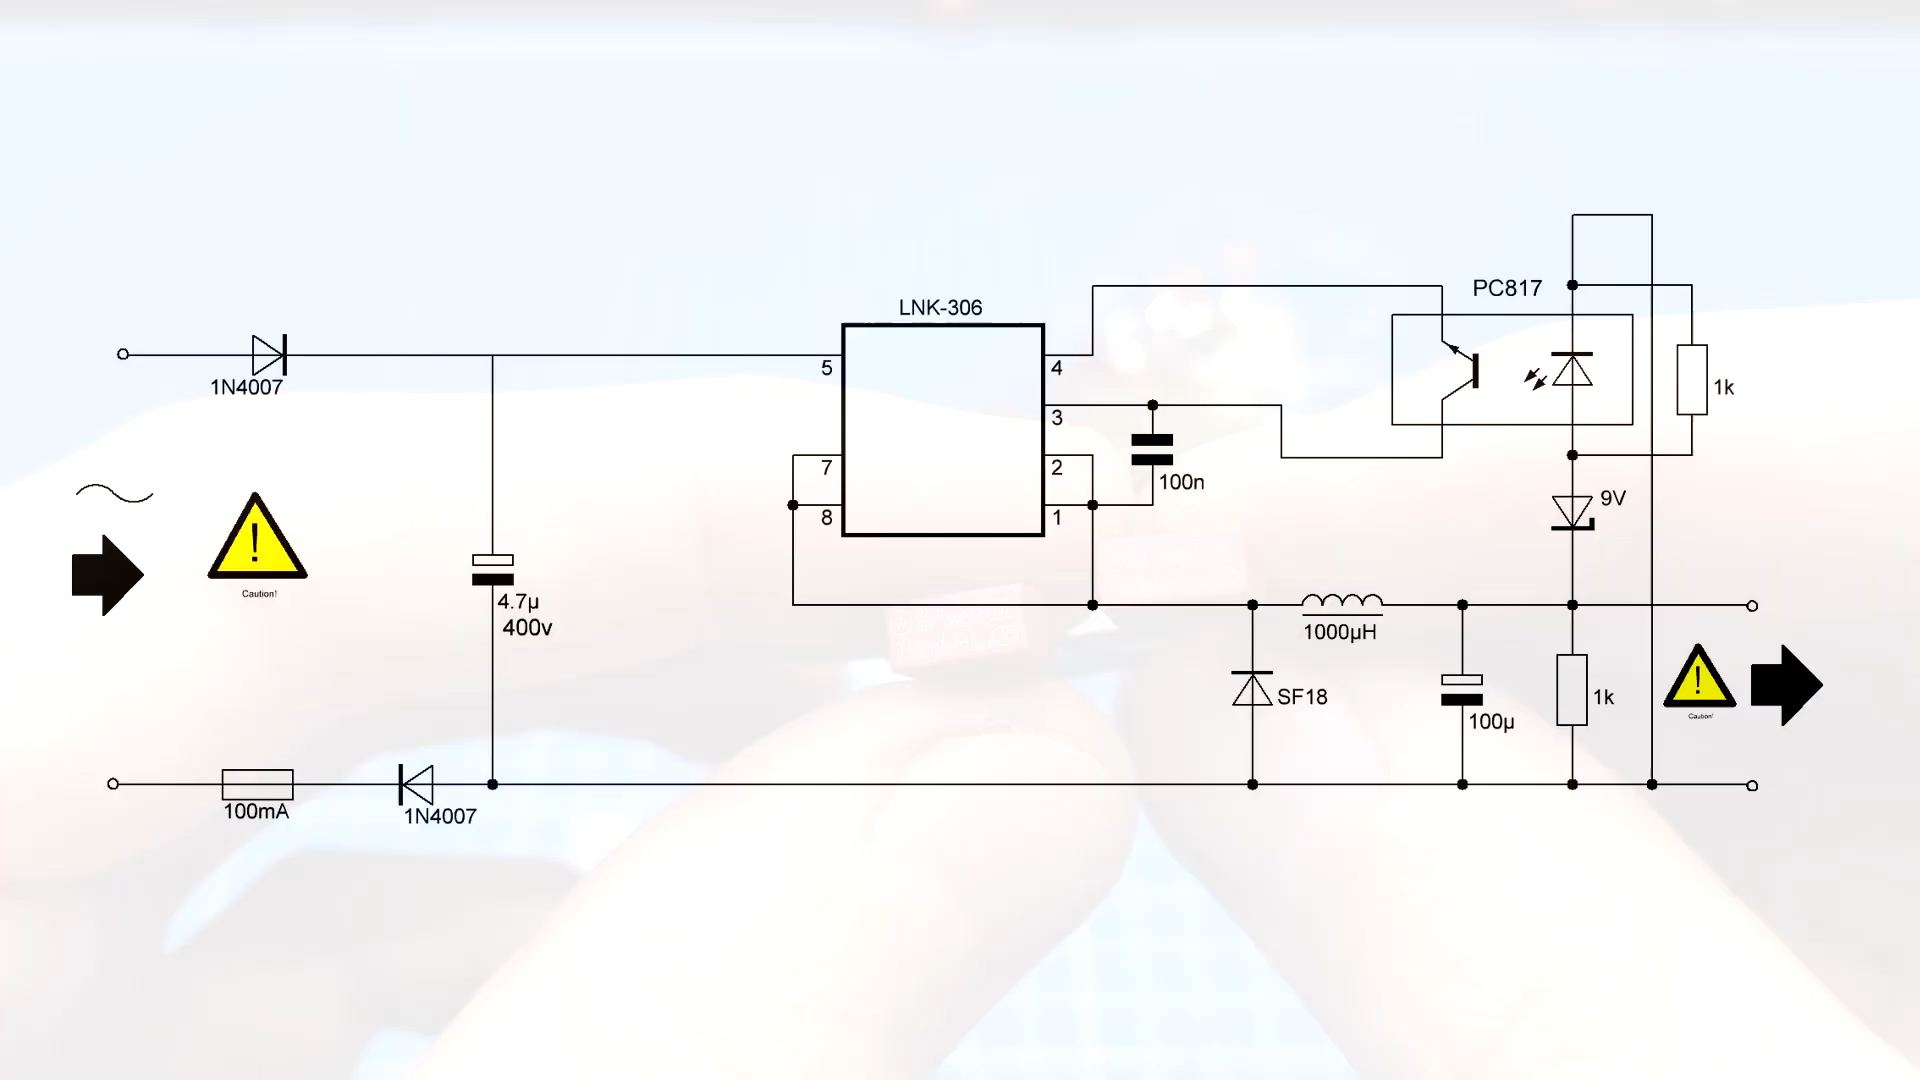 LNK-306
PC817
1N4007
5
4
3
7
2
8
1
100n
1k
9V
!
Caution!
4.7µ
400v
1000µH
SF18
100µ
1k
!
Caution!
100mA
1N4007